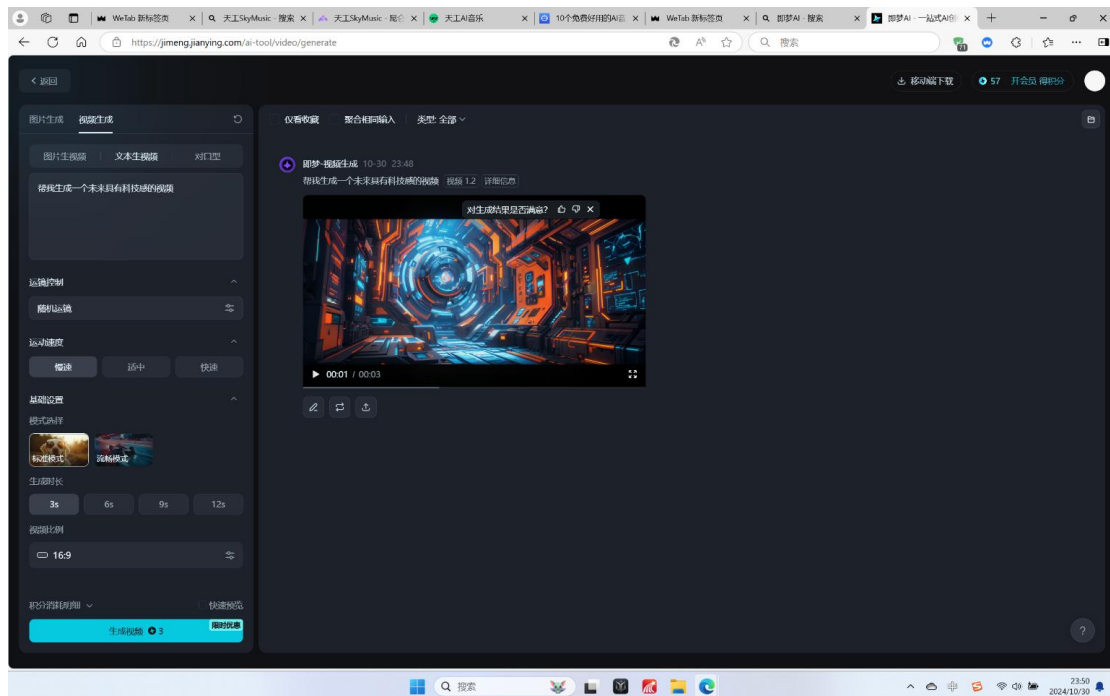 WeTab 新标签页
天工SkyMusic - 搜索
天工SkyMusic - 
天工AI音乐
10个免费好用的AI
WeTab 新标签页
即梦AI - 搜索
即梦AI - 一站式AI创
https://jimeng.jianying.com/ai-tool/video/generate
搜索
71
返回
移动端下载
57 开会员 得积分
图片生成 视频生成
仅看收藏 聚合相同输入 类型: 全部
图片生视频 文本生视频 对口型
即梦-视频生成 10-30 23:48
帮我生成一个未来具有科技感的视频 视频 1.2 详细信息
帮我生成一个未来具有科技感的视频
对生成结果是否满意?
运镜控制
随机运镜
运动速度
慢速 适中 快速
00:01 / 00:03
基础设置
模式选择
标准模式 流畅模式
生成时长
3s 6s 9s 12s
视频比例
16:9
积分消耗明细 快速预览
生成视频 3
限时优惠
?
搜索
23:50
2024/10/30